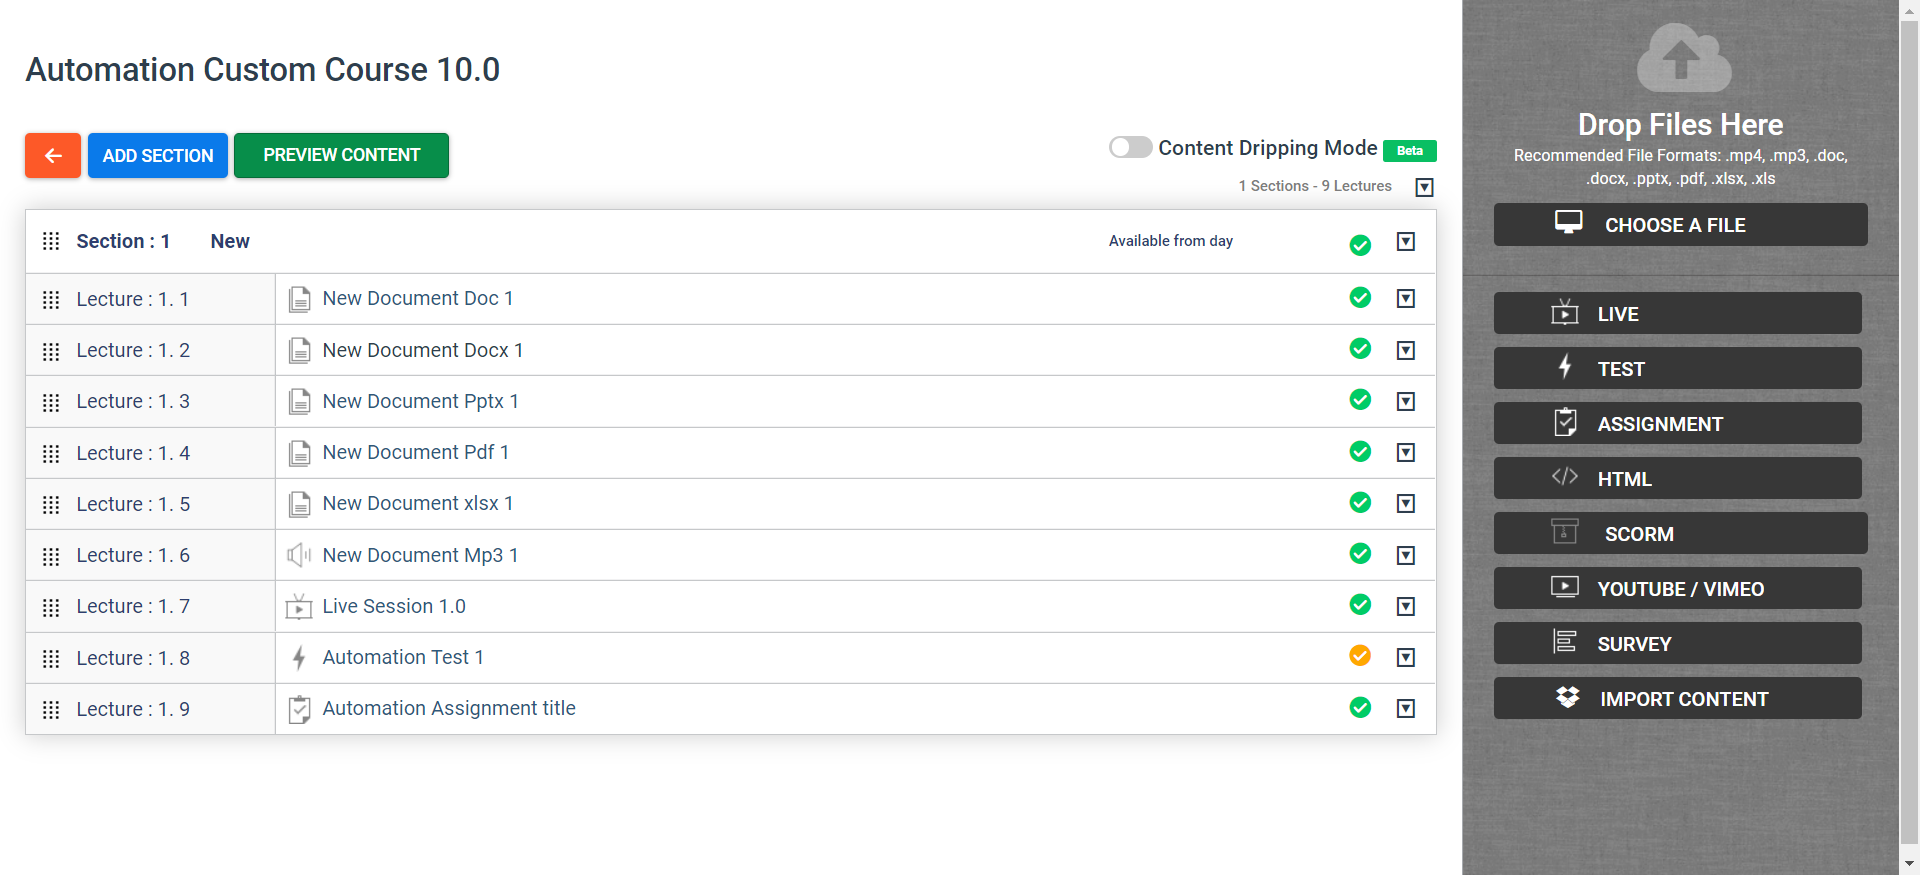 Automation Custom Course 10.0
ADD SECTION
PREVIEW CONTENT
Content Dripping Mode Beta
1 Sections - 9 Lectures
Section : 1 New Available from day
Lecture : 1. 1 New Document Doc 1
Lecture : 1. 2 New Document Docx 1
Lecture : 1. 3 New Document Pptx 1
Lecture : 1. 4 New Document Pdf 1
Lecture : 1. 5 New Document xlsx 1
Lecture : 1. 6 New Document Mp3 1
Lecture : 1. 7 Live Session 1.0
Lecture : 1. 8 Automation Test 1
Lecture : 1. 9 Automation Assignment title
Drop Files Here
Recommended File Formats: .mp4, .mp3, .doc,
.docx, .pptx, .pdf, .xlsx, .xls
CHOOSE A FILE
LIVE
TEST
ASSIGNMENT
HTML
SCORM
YOUTUBE / VIMEO
SURVEY
IMPORT CONTENT